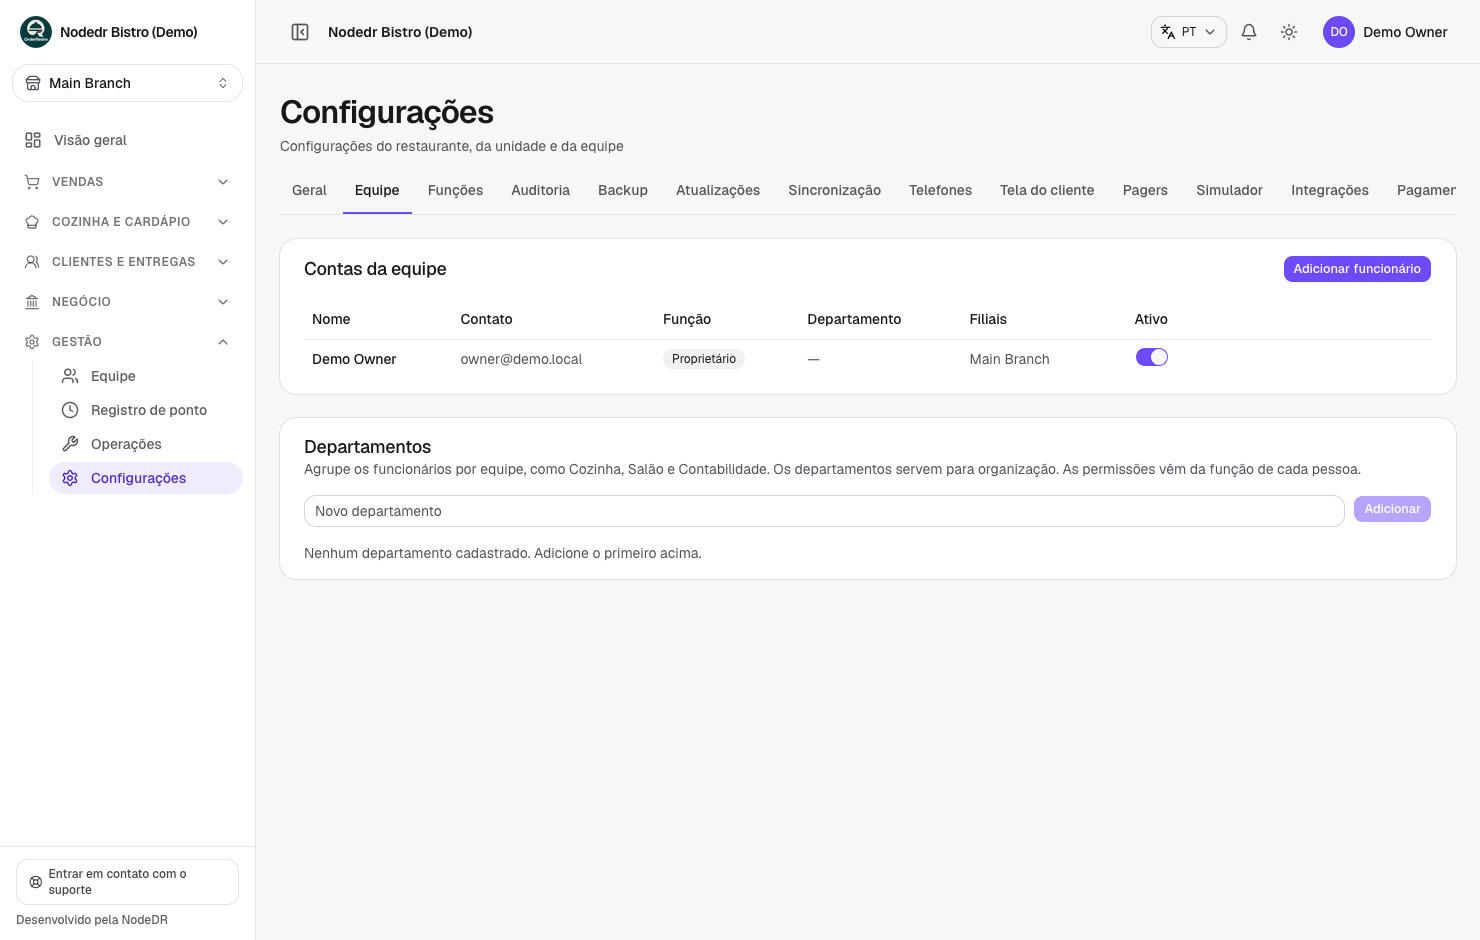 Nodedr Bistro (Demo)
Main Branch
Visão geral
VENDAS
COZINHA E CARDÁPIO
CLIENTES E ENTREGAS
NEGÓCIO
GESTÃO
Equipe
Registro de ponto
Operações
Configurações
Entrar em contato com o
suporte
Desenvolvido pela NodeDR
Nodedr Bistro (Demo)
PT
DO
Demo Owner
Configurações
Configurações do restaurante, da unidade e da equipe
Geral Equipe Funções Auditoria Backup Atualizações Sincronização Telefones Tela do cliente Pagers Simulador Integrações Pagamen
Contas da equipe
Adicionar funcionário
Nome Contato Função Departamento Filiais Ativo
Demo Owner owner@demo.local Proprietário — Main Branch
Departamentos
Agrupe os funcionários por equipe, como Cozinha, Salão e Contabilidade. Os departamentos servem para organização. As permissões vêm da função de cada pessoa.
Novo departamento
Adicionar
Nenhum departamento cadastrado. Adicione o primeiro acima.